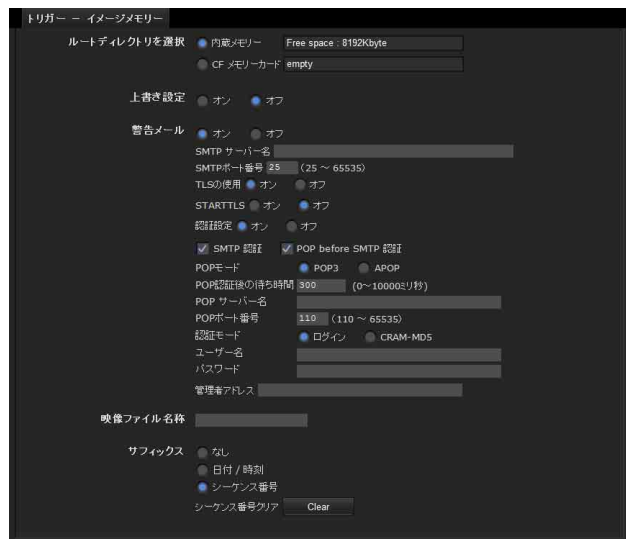 トリガー － イメージメモリー
ルートディレクトリを選択 内蔵メモリー Free space : 8192Kbyte
CF メモリーカード empty
上書き設定 オン オフ
警告メール オン オフ
SMTP サーバー名
SMTPポート番号 25 (25 ～ 65535)
TLSの使用 オン オフ
STARTTLS オン オフ
認証設定 オン オフ
SMTP 認証 POP before SMTP 認証
POPモード POP3 APOP
POP認証後の待ち時間 300 (0～10000ミリ秒)
POP サーバー名
POPポート番号 110 (110 ～ 65535)
認証モード ログイン CRAM-MD5
ユーザー名
パスワード
管理者アドレス
映像ファイル名称
サフィックス なし
日付 / 時刻
シーケンス番号
シーケンス番号クリア Clear